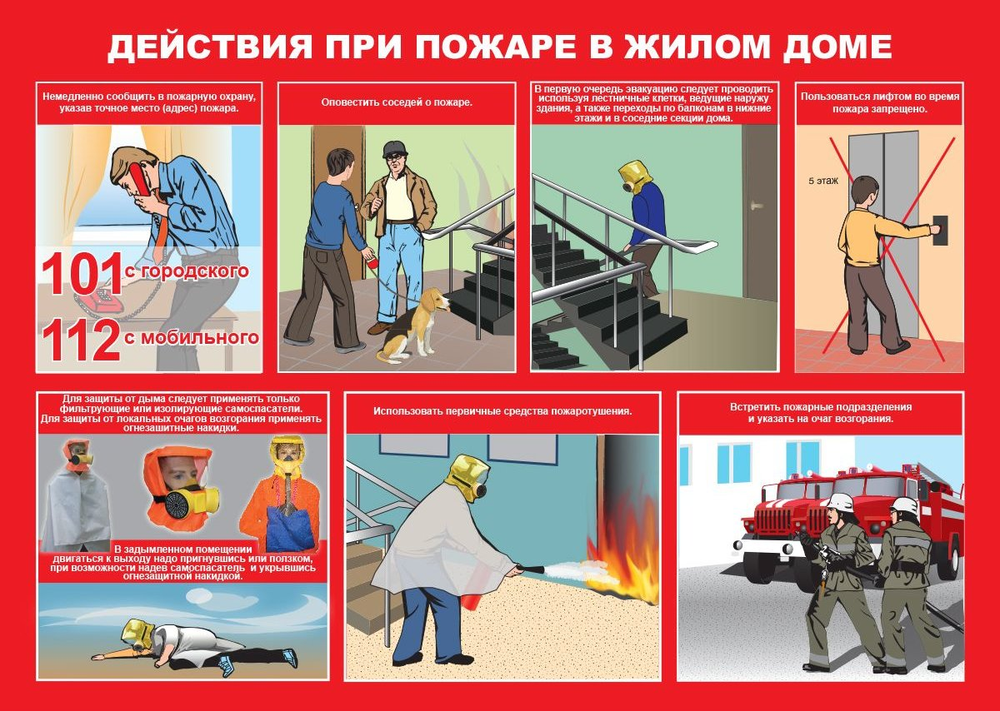 ДЕЙСТВИЯ ПРИ ПОЖАРЕ В ЖИЛОМ ДОМЕ
Немедленно сообщить в пожарную охрану,
указав точное место (адрес) пожара.
101 с городского
112 с мобильного
Оповестить соседей о пожаре.
В первую очередь эвакуацию следует проводить
используя лестничные клетки, ведущие наружу
здания, а также переходы по балконам в нижние
этажи и в соседние секции дома.
Пользоваться лифтом во время
пожара запрещено.
5 этаж
Для защиты от дыма следует применять только
фильтрующие или изолирующие самоспасатели.
Для защиты от локальных очагов возгорания применять
огнезашитные накидки.
В задымленном помещении
двигаться к выходу надо пригнувшись или ползком,
при возможности надев самоспасатель и укрывшись
огнезащитной накидкой.
Использовать первичные средства пожаротушения.
Встретить пожарные подразделения
и указать на очаг возгорания.